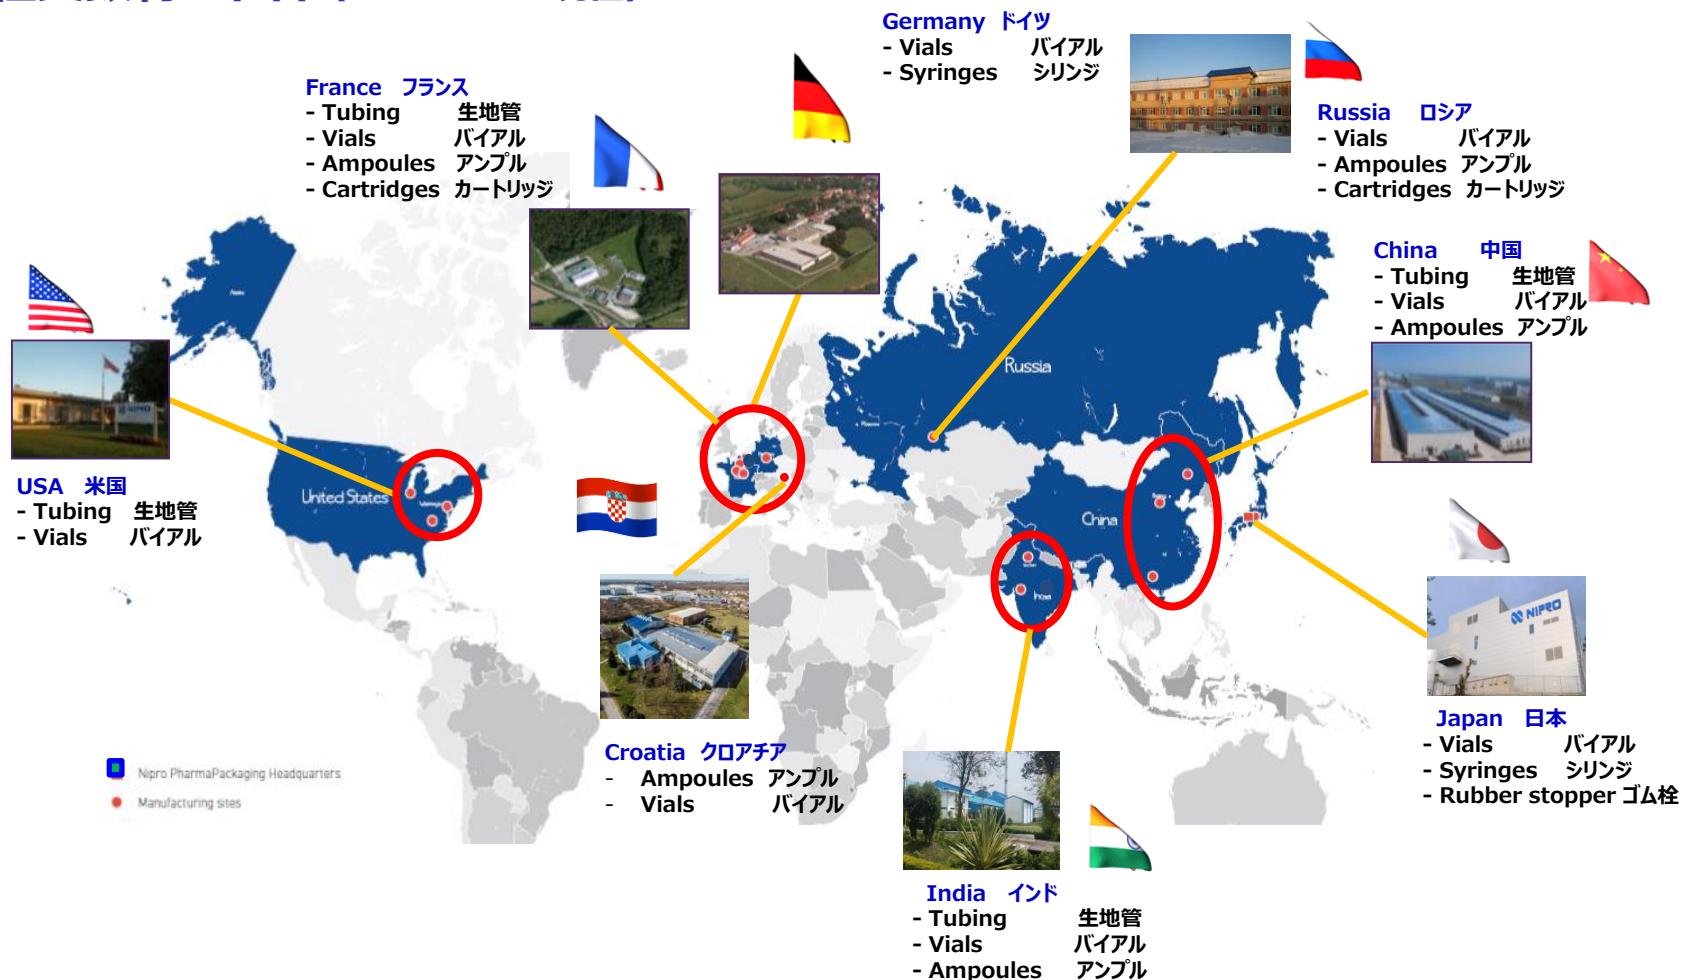 Germany ドイツ
- Vials バイアル
- Syringes シリンジ
France フランス
- Tubing 生地管
- Vials バイアル
- Ampoules アンプル
- Cartridges カートリッジ
Russia ロシア
- Vials バイアル
- Ampoules アンプル
- Cartridges カートリッジ
China 中国
- Tubing 生地管
- Vials バイアル
- Ampoules アンプル
Russia
United States
China
India
NIPRO
USA 米国
- Tubing 生地管
- Vials バイアル
NIPRO
Japan 日本
- Vials バイアル
- Syringes シリンジ
- Rubber stopper ゴム栓
Croatia クロアチア
- Ampoules アンプル
- Vials バイアル
Nipro PharmaPackaging Headquarters
Manufacturing sites
India インド
- Tubing 生地管
- Vials バイアル
- Ampoules アンプル